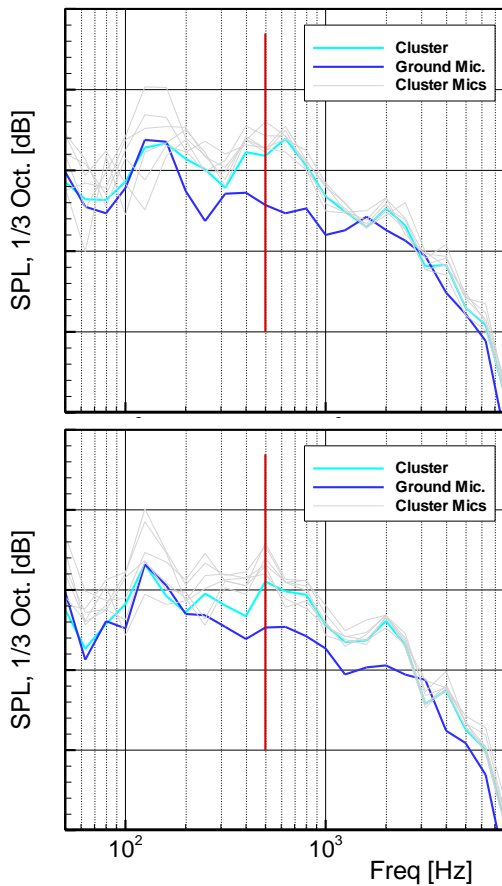 Cluster
Ground Mic.
Cluster Mics
SPL, 1/3 Oct. [dB]
Cluster
Ground Mic.
Cluster Mics
SPL, 1/3 Oct. [dB]
10² 10³
Freq [Hz]